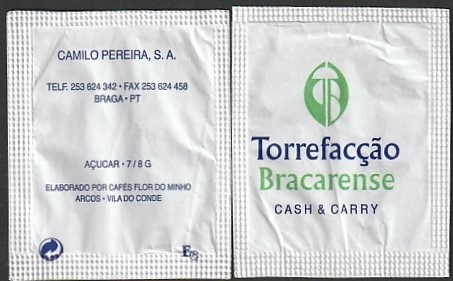 CAMILO PEREIRA, S. A.
TELF. 253 624 342 • FAX 253 624 458
BRAGA • PT
AÇUCAR • 7 / 8 G
ELABORADO POR CAFÉS FLOR DO MINHO
ARCOS • VILA DO CONDE
Torrefacção
Bracarense
CASH & CARRY